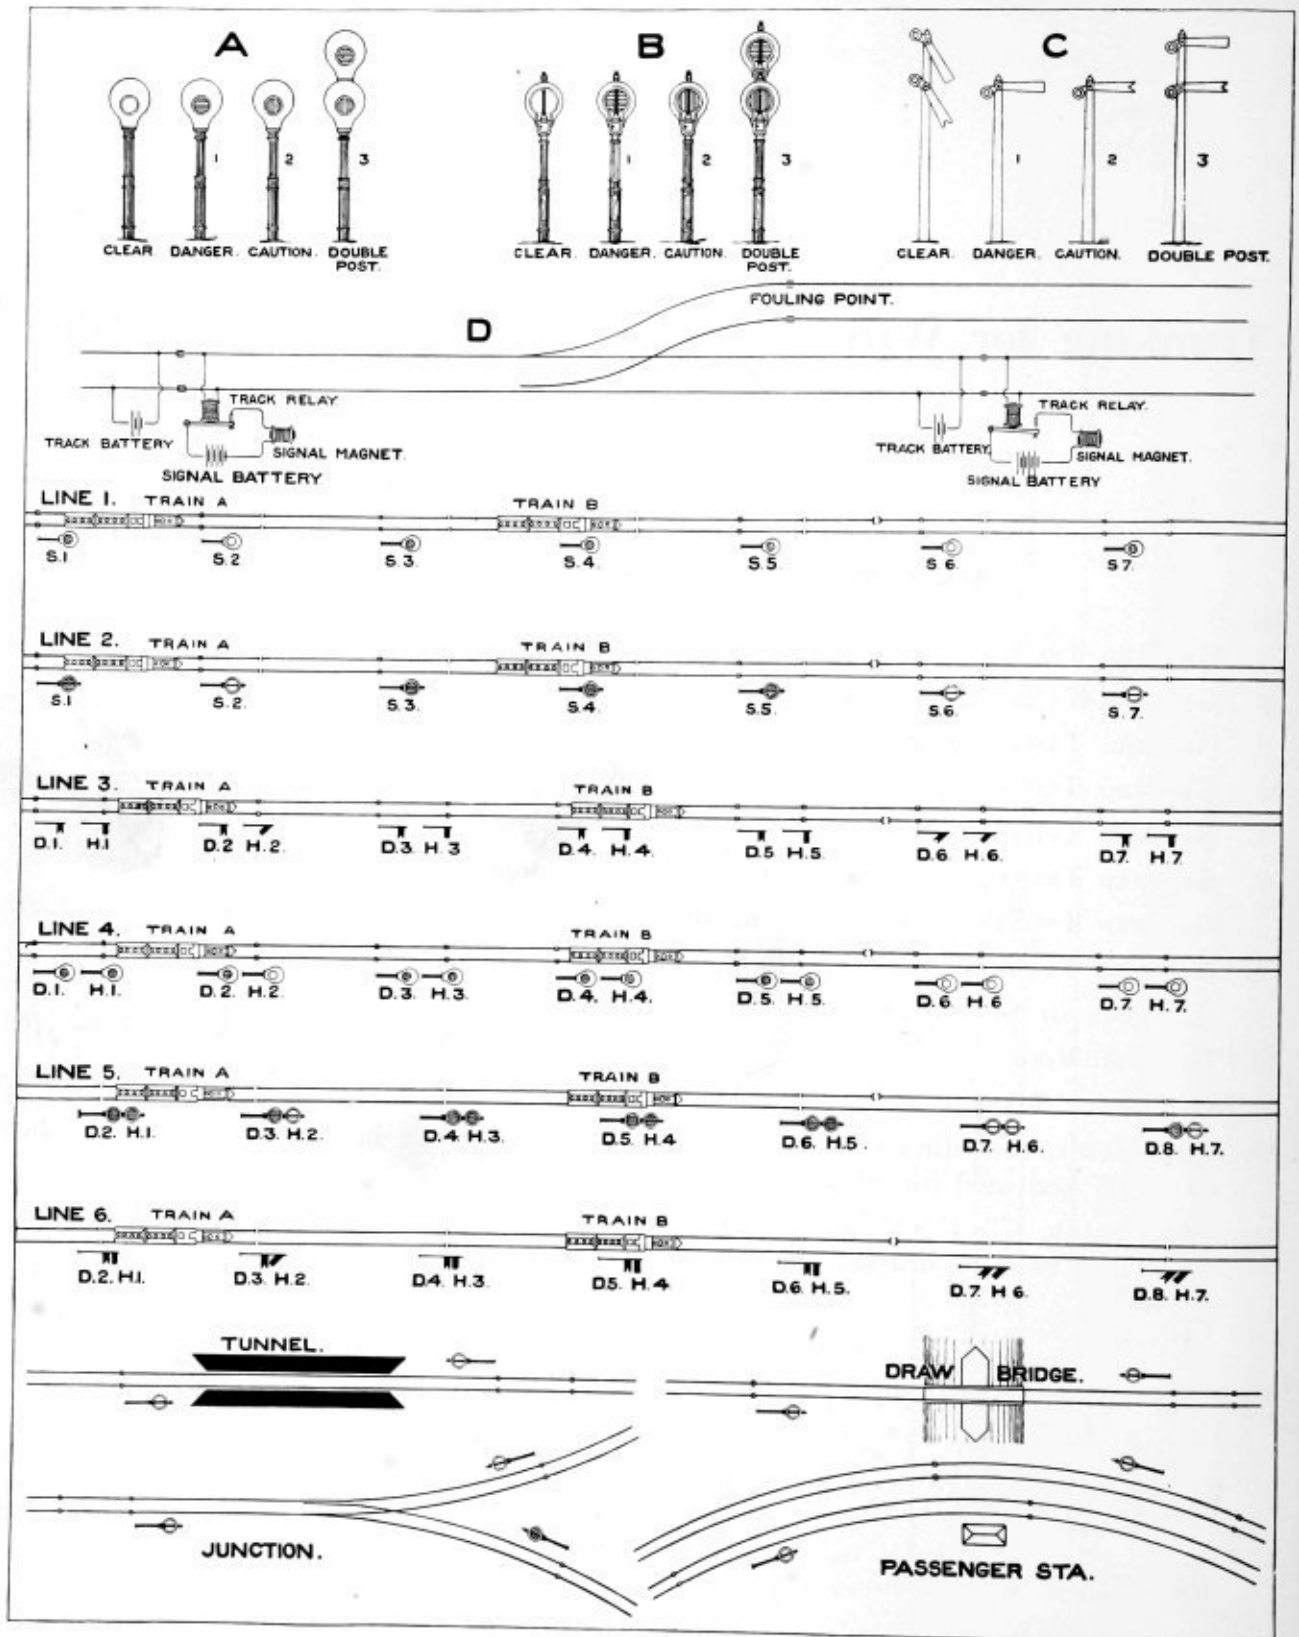 A B C
1 2 3
CLEAR. DANGER. CAUTION. DOUBLE POST.
1 2 3
CLEAR. DANGER. CAUTION. DOUBLE POST.
1 2 3
CLEAR. DANGER. CAUTION. DOUBLE POST.
FOULING POINT.
D
TRACK RELAY
TRACK BATTERY
SIGNAL MAGNET.
SIGNAL BATTERY
TRACK RELAY.
TRACK BATTERY.
SIGNAL MAGNET.
SIGNAL BATTERY
LINE 1. TRAIN A TRAIN B
S.1 S.2 S.3. S.4. S.5 S 6. S 7.
LINE 2. TRAIN A TRAIN B
S.1 S.2. S.3. S.4. S.5 S.6. S.7.
LINE 3. TRAIN A TRAIN B
D.1. H.1 D.2 H.2. D.3 H.3 D.4. H.4. D.5 H.5. D.6. H.6. D.7. H.7.
LINE 4. TRAIN A TRAIN B
D.1. H.1. D.2. H.2. D.3. H.3. D.4. H.4. D.5. H.5. D.6. H.6 D.7. H.7.
LINE 5. TRAIN A TRAIN B
D.2. H.1. D.3. H.2. D.4. H.3. D.5. H.4 D.6. H.5. D.7. H.6. D.8. H.7.
LINE 6. TRAIN A TRAIN B
D.2. H.1. D.3. H.2. D.4. H.3. D.5. H.4 D.6. H.5. D.7. H 6. D.8. H.7.
TUNNEL.
DRAW BRIDGE.
JUNCTION.
PASSENGER STA.